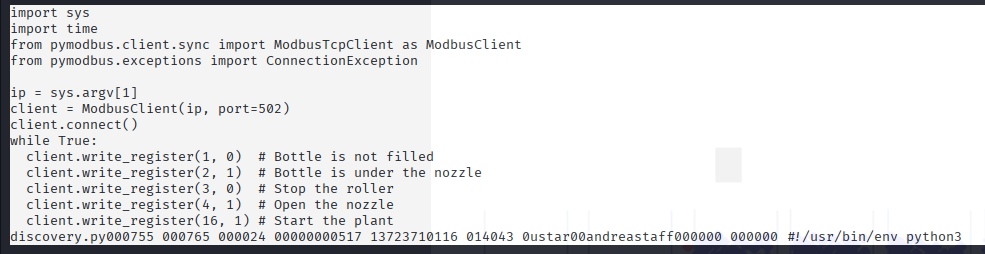 import sys
import time
from pymodbus.client.sync import ModbusTcpClient as ModbusClient
from pymodbus.exceptions import ConnectionException

ip = sys.argv[1]
client = ModbusClient(ip, port=502)
client.connect()
while True:
  client.write_register(1, 0)  # Bottle is not filled
  client.write_register(2, 1)  # Bottle is under the nozzle
  client.write_register(3, 0)  # Stop the roller
  client.write_register(4, 1)  # Open the nozzle
  client.write_register(16, 1) # Start the plant
discovery.py000755 000765 000024 00000000517 13723710116 014043 0ustar00andreastaff000000 000000 #!/usr/bin/env python3